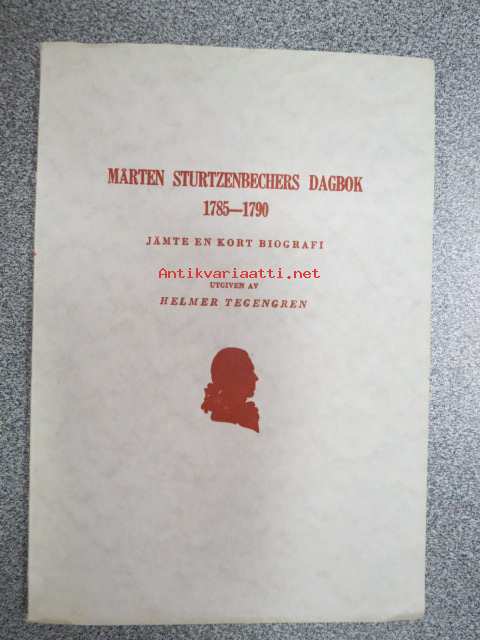 MÅRTEN STURTZENBECHERS DAGBOK
1785—1790
JÄMTE EN KORT BIOGRAFI
Antikvariaatti.net
UTGIVEN AV
HELMER TEGENGREN